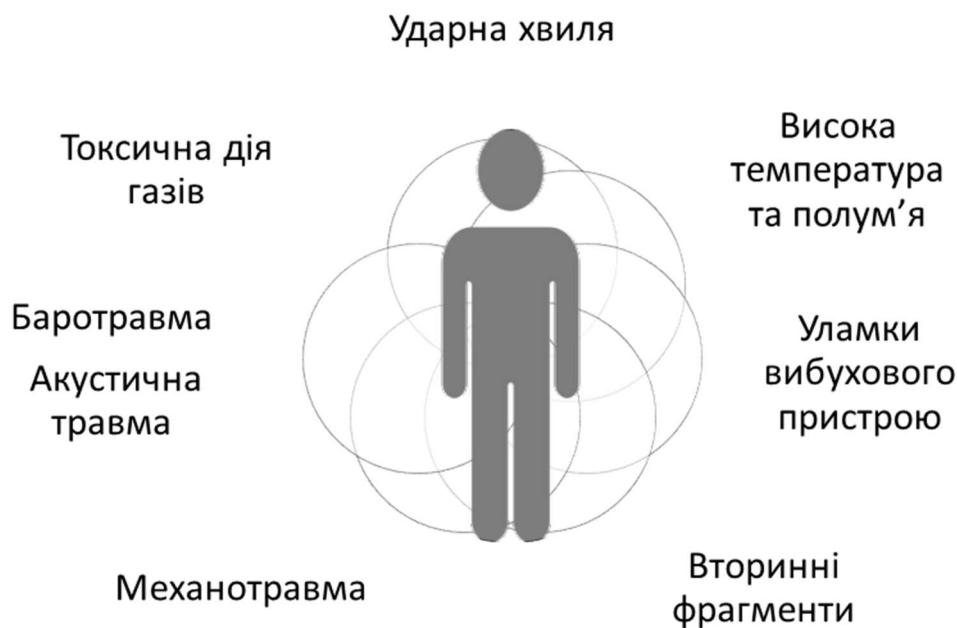 Ударна хвиля
Токсична дія
газів
Висока
температура
та полум’я
Баротравма
Акустична
травма
Уламки
вибухового
пристрою
Механотравма
Вторинні
фрагменти